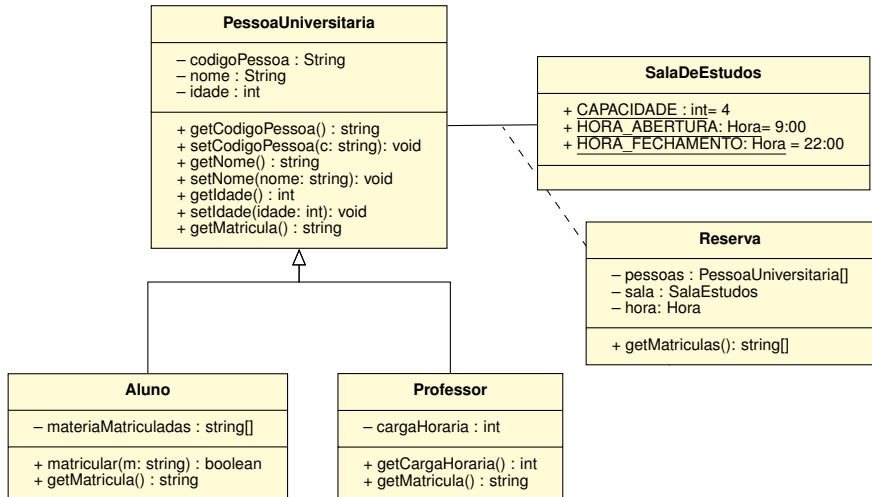 PessoaUniversitaria
– codigoPessoa : String
– nome : String
– idade : int
+ getCodigoPessoa() : string
+ setCodigoPessoa(c: string): void
+ getNome() : string
+ setNome(nome: string): void
+ getIdade() : int
+ setIdade(idade: int): void
+ getMatricula() : string
SalaDeEstudos
+ CAPACIDADE : int= 4
+ HORA_ABERTURA: Hora= 9:00
+ HORA_FECHAMENTO: Hora = 22:00
Reserva
– pessoas : PessoaUniversitaria[]
– sala : SalaEstudos
– hora: Hora
+ getMatriculas(): string[]
Aluno
– materiaMatriculadas : string[]
+ matricular(m: string) : boolean
+ getMatricula() : string
Professor
– cargaHoraria : int
+ getCargaHoraria() : int
+ getMatricula() : string